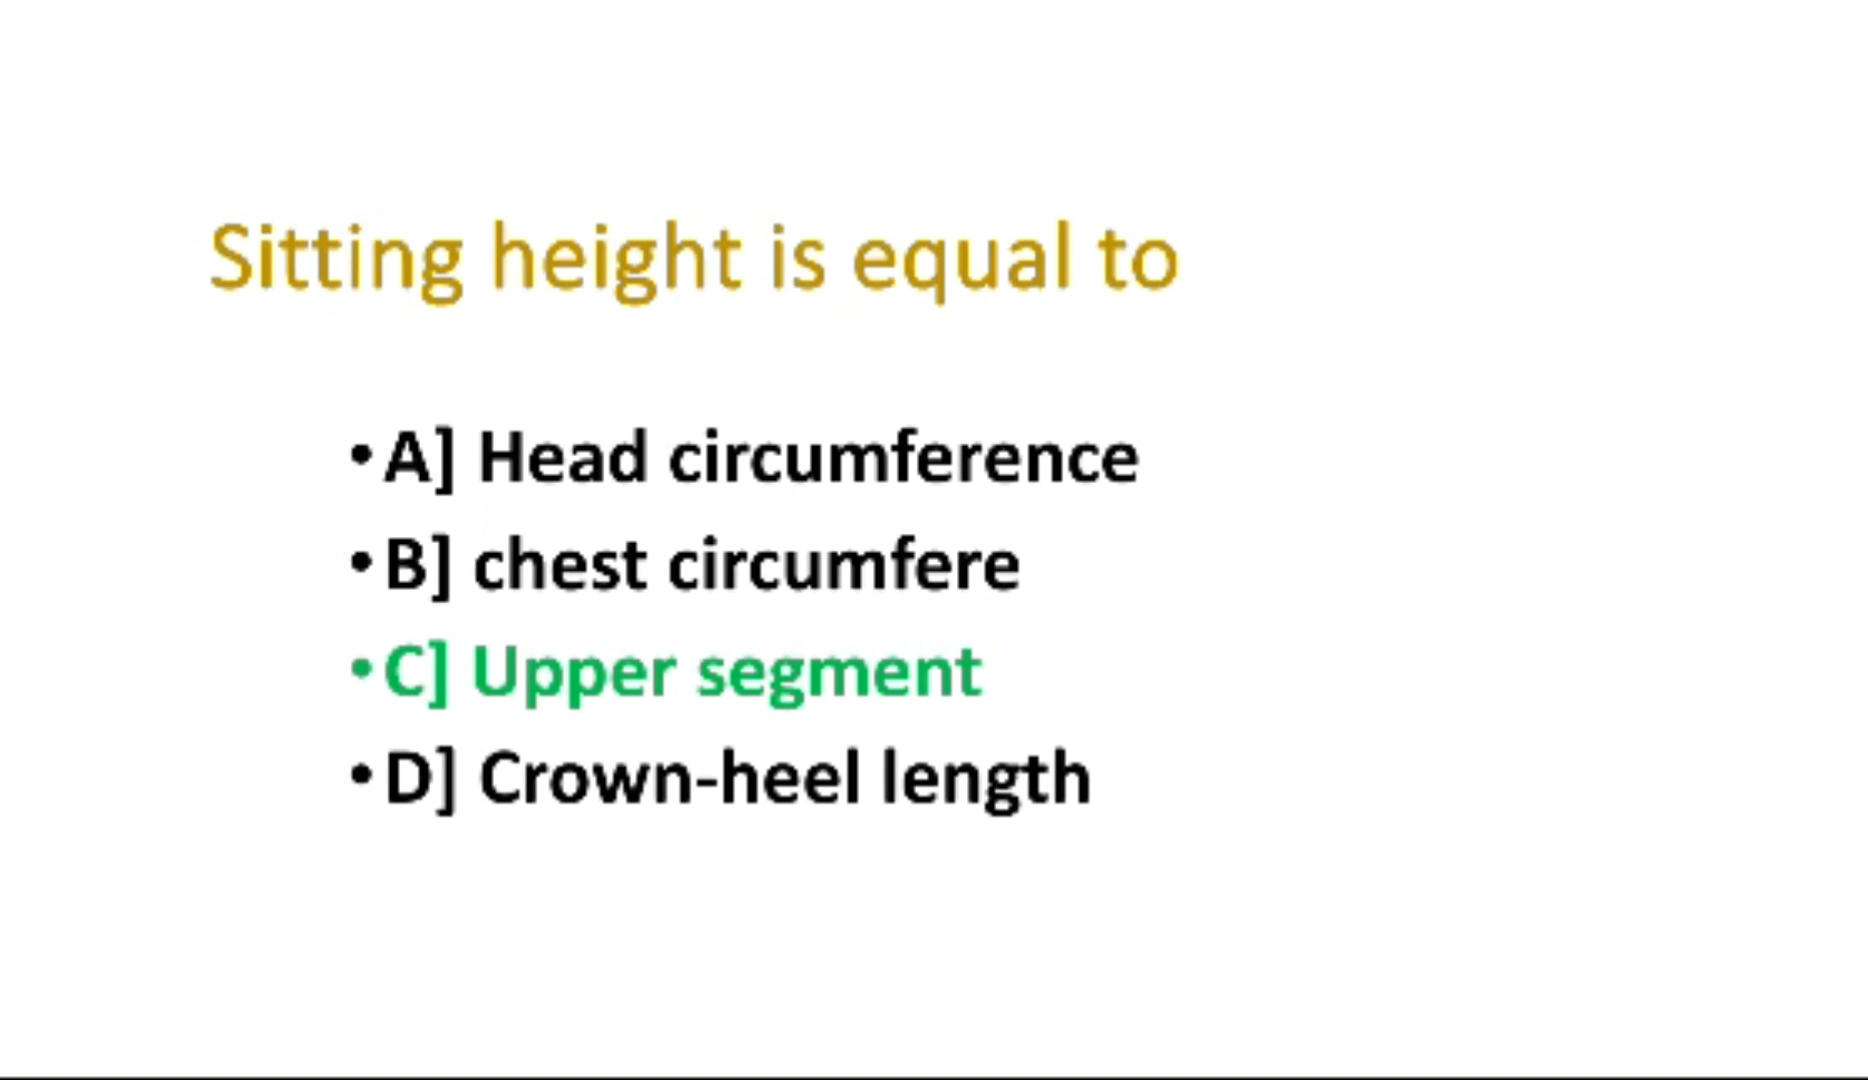 Sitting height is equal to
•A] Head circumference
•B] chest circumfere
•C] Upper segment
•D] Crown-heel length